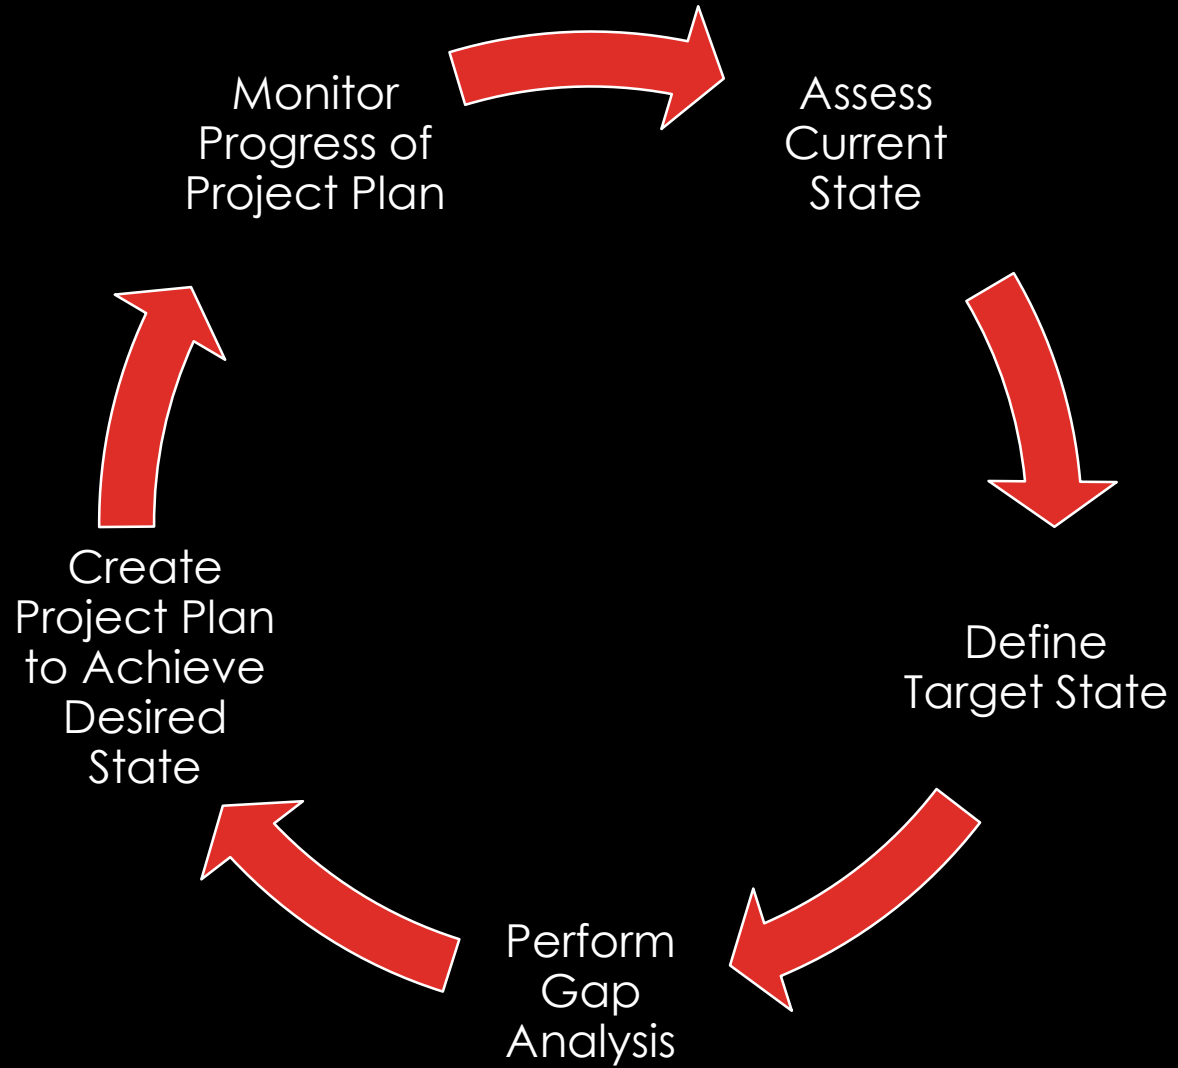 Monitor
Progress of
Project Plan
Assess
Current
State
Define
Target State
Perform
Gap
Analysis
Create
Project Plan
to Achieve
Desired
State